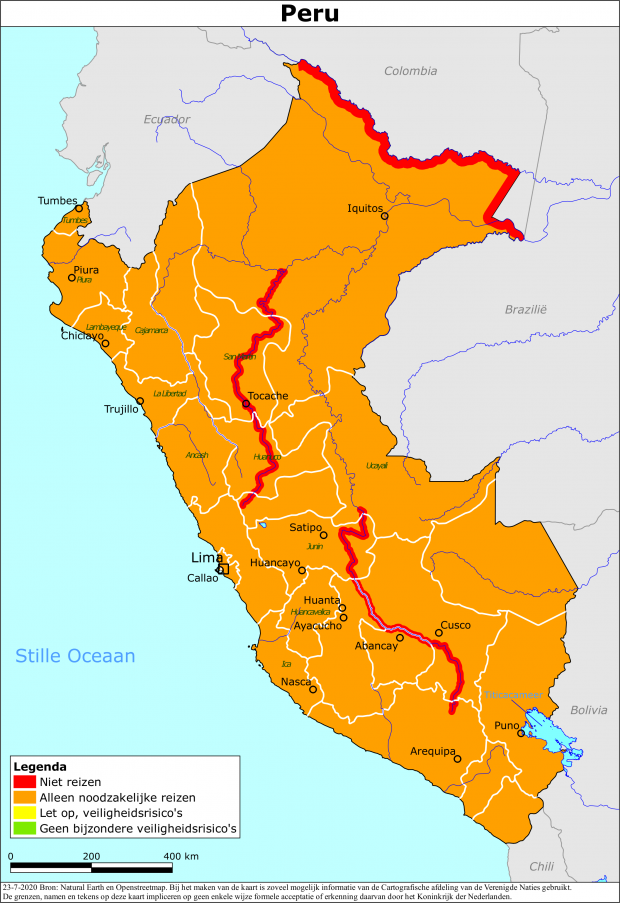 Peru
Colombia
Ecuador
Tumbes
Tumbes
Iquitos
Piura
Piura
Brazilië
Lambayeque
Cajamarca
Chiclayo
San Martin
La Libertad
Tocache
Trujillo
Ancash
Huanuco
Ucayali
Satipo
Junin
Lima
Callao
Huancayo
Huanta
Huancavelica
Ayacucho
Cusco
Abancay
Stille Oceaan
Ica
Nasca
Titicacameer
Bolivia
Puno
Arequipa
Legenda
Niet reizen
Alleen noodzakelijke reizen
Let op, veiligheidsrisico's
Geen bijzondere veiligheidsrisico's
0 200 400 km
Chili
23-7-2020 Bron: Natural Earth en Openstreetmap. Bij het maken van de kaart is zoveel mogelijk informatie van de Cartografische afdeling van de Verenigde Naties gebruikt.
De grenzen, namen en tekens op deze kaart impliceren op geen enkele wijze formele acceptatie of erkenning daarvan door het Koninkrijk der Nederlanden.